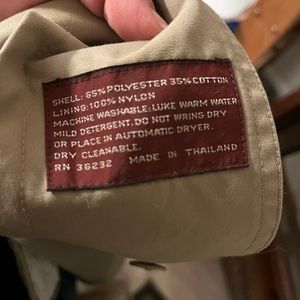 SHELL: 65% POLYESTER 35% COTTON
LINING: 100% NYLON
MACHINE WASHABLE: LUKE WARM WATER
MILD DETERGENT. DO NOT WRING DRY
OR PLACE IN AUTOMATIC DRYER.
DRY CLEANABLE.
RN 36232 MADE IN THAILAND